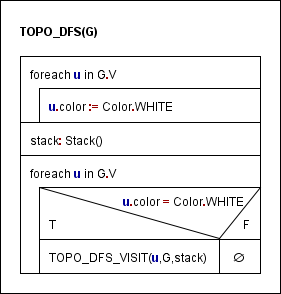 TOPO_DFS(G)
foreach u in G.V
u.color := Color.WHITE
stack: Stack()
foreach u in G.V
u.color = Color.WHITE
T F
TOPO_DFS_VISIT(u,G,stack) ∅